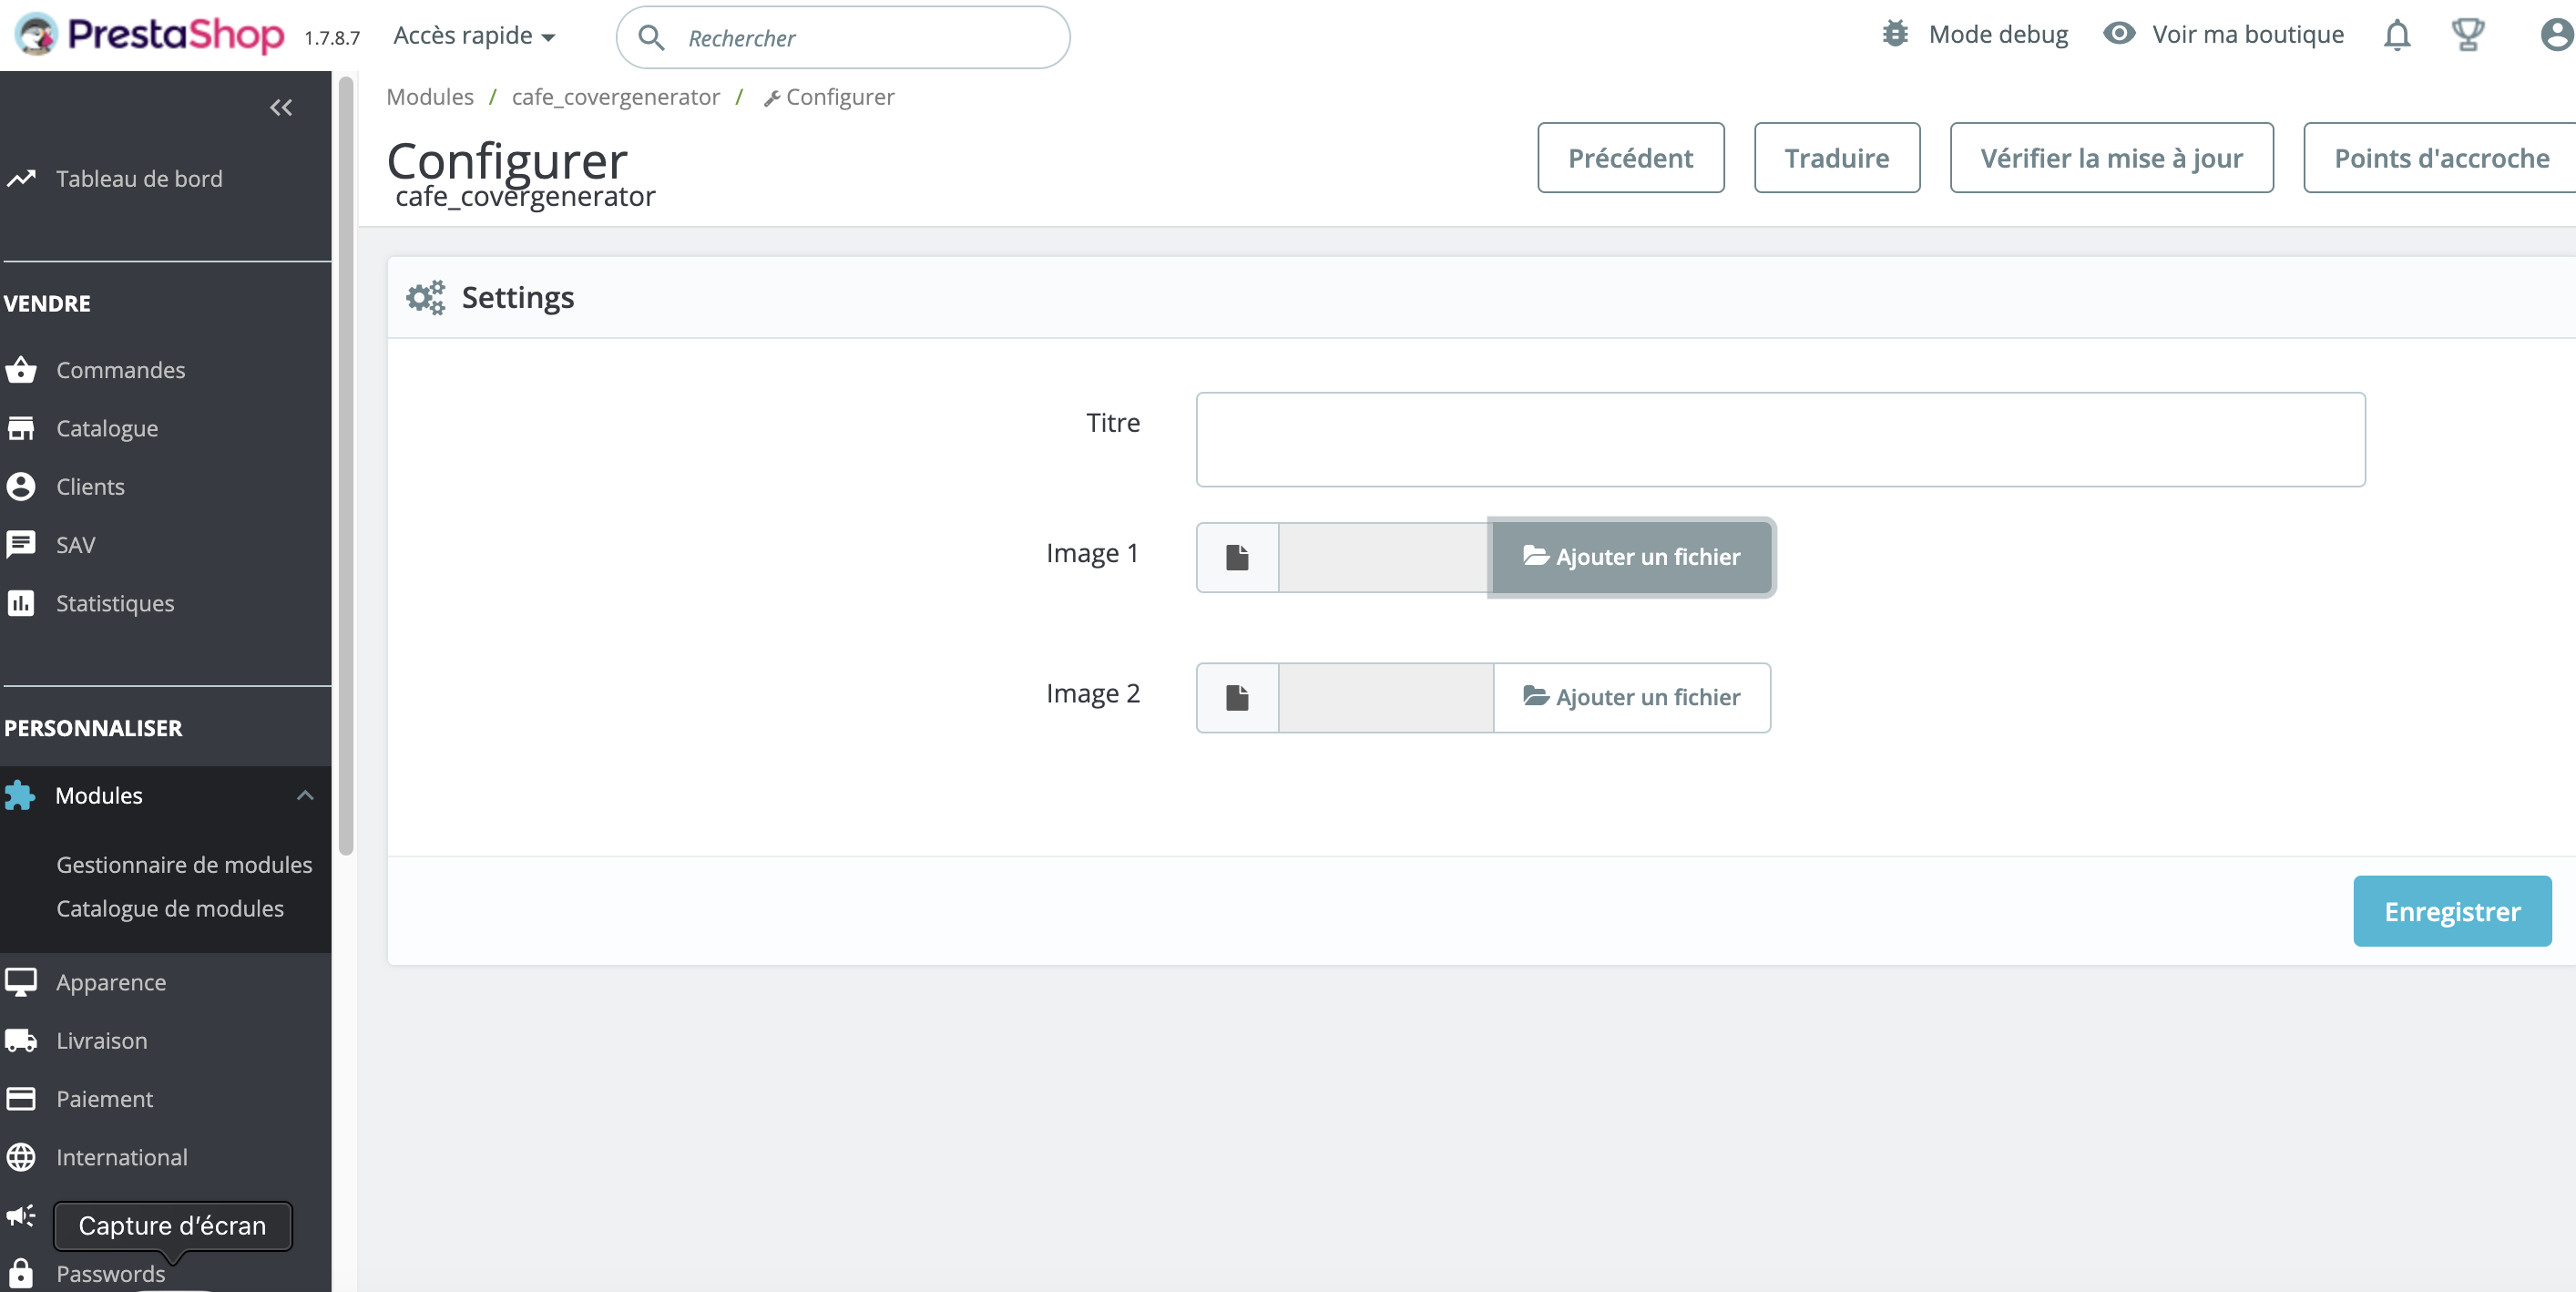 PrestaShop 1.7.8.7 Accès rapide Rechercher Mode debug Voir ma boutique
Modules / cafe_covergenerator / Configurer
Configurer
cafe_covergenerator
Précédent Traduire Vérifier la mise à jour Points d'accroche
Tableau de bord
VENDRE
Commandes
Catalogue
Clients
SAV
Statistiques
PERSONNALISER
Modules
Gestionnaire de modules
Catalogue de modules
Apparence
Livraison
Paiement
International
Capture d'écran
Passwords
Settings
Titre
Image 1 Ajouter un fichier
Image 2 Ajouter un fichier
Enregistrer